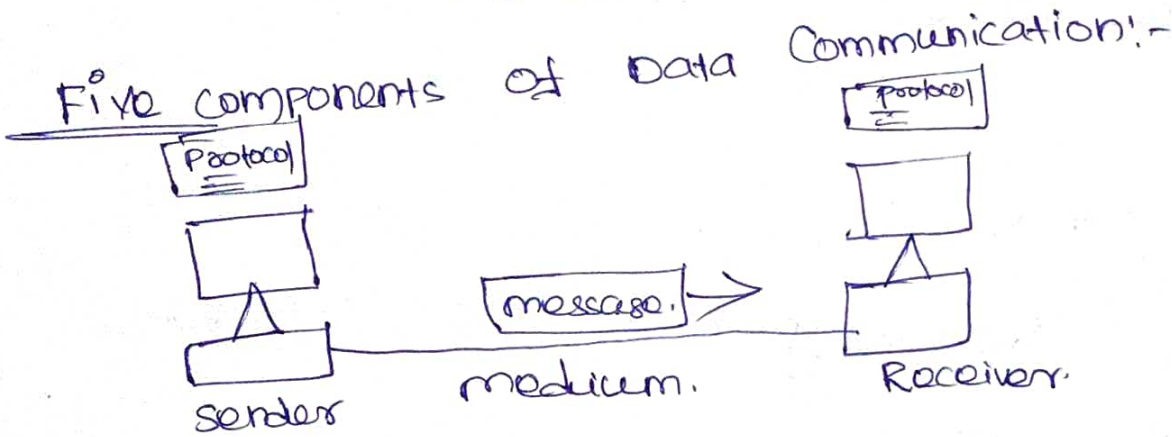 Five components of Data Communication:-
Protocol
Protocol
message.
medium.
Receiver.
sender